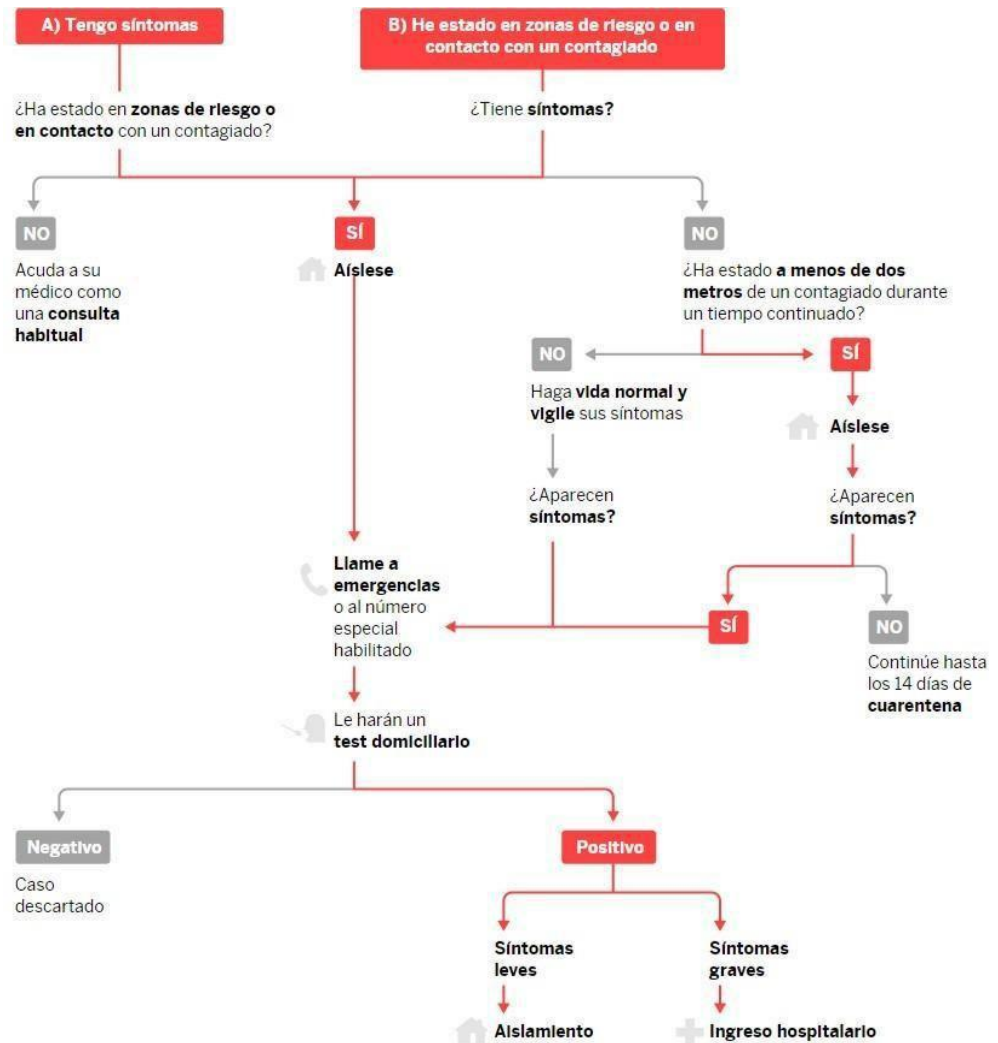 A) Tengo síntomas
B) He estado en zonas de riesgo o en
contacto con un contagiado
¿Ha estado en zonas de riesgo o
en contacto con un contagiado?
¿Tiene síntomas?
NO
Acuda a su
médico como
una consulta
habitual
SÍ
Aíslese
NO
¿Ha estado a menos de dos
metros de un contagiado durante
un tiempo continuado?
NO
Haga vida normal y
vigile sus síntomas
¿Aparecen
síntomas?
SÍ
Aíslese
¿Aparecen
síntomas?
SÍ
NO
Continúe hasta
los 14 días de
cuarentena
Llame a
emergencias
o al número
especial
habilitado
Le harán un
test domiciliario
Negativo
Caso
descartado
Positivo
Síntomas
leves
Aislamiento
Síntomas
graves
Ingreso hospitalario